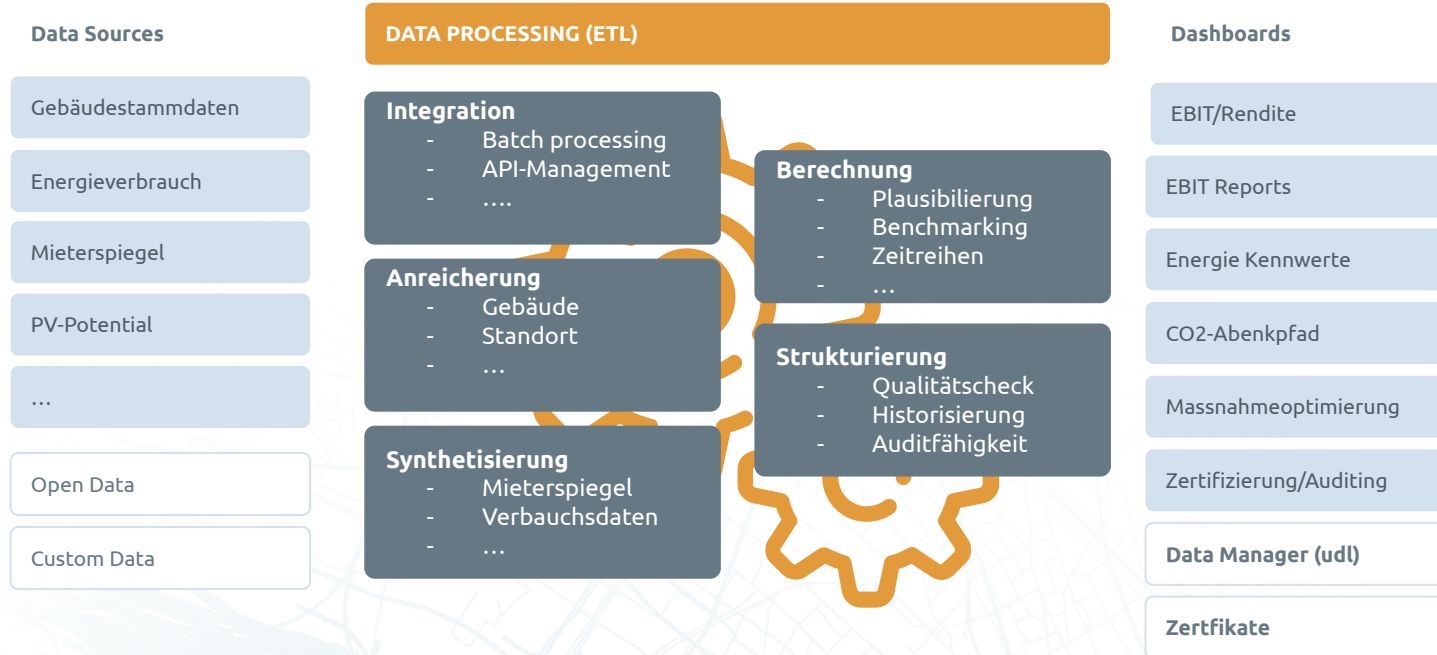 Data Sources
Gebäudestammdaten
Energieverbrauch
Mieterspiegel
PV-Potential
…
Open Data
Custom Data
DATA PROCESSING (ETL)
Integration
- Batch processing
- API-Management
- ….
Anreicherung
- Gebäude
- Standort
- …
Synthetisierung
- Mieterspiegel
- Verbauchsdaten
- …
Berechnung
- Plausibilierung
- Benchmarking
- Zeitreihen
- …
Strukturierung
- Qualitätscheck
- Historisierung
- Auditfähigkeit
Dashboards
EBIT/Rendite
EBIT Reports
Energie Kennwerte
CO2-Abenkpfad
Massnahmeoptimierung
Zertifizierung/Auditing
Data Manager (udl)
Zertfikate